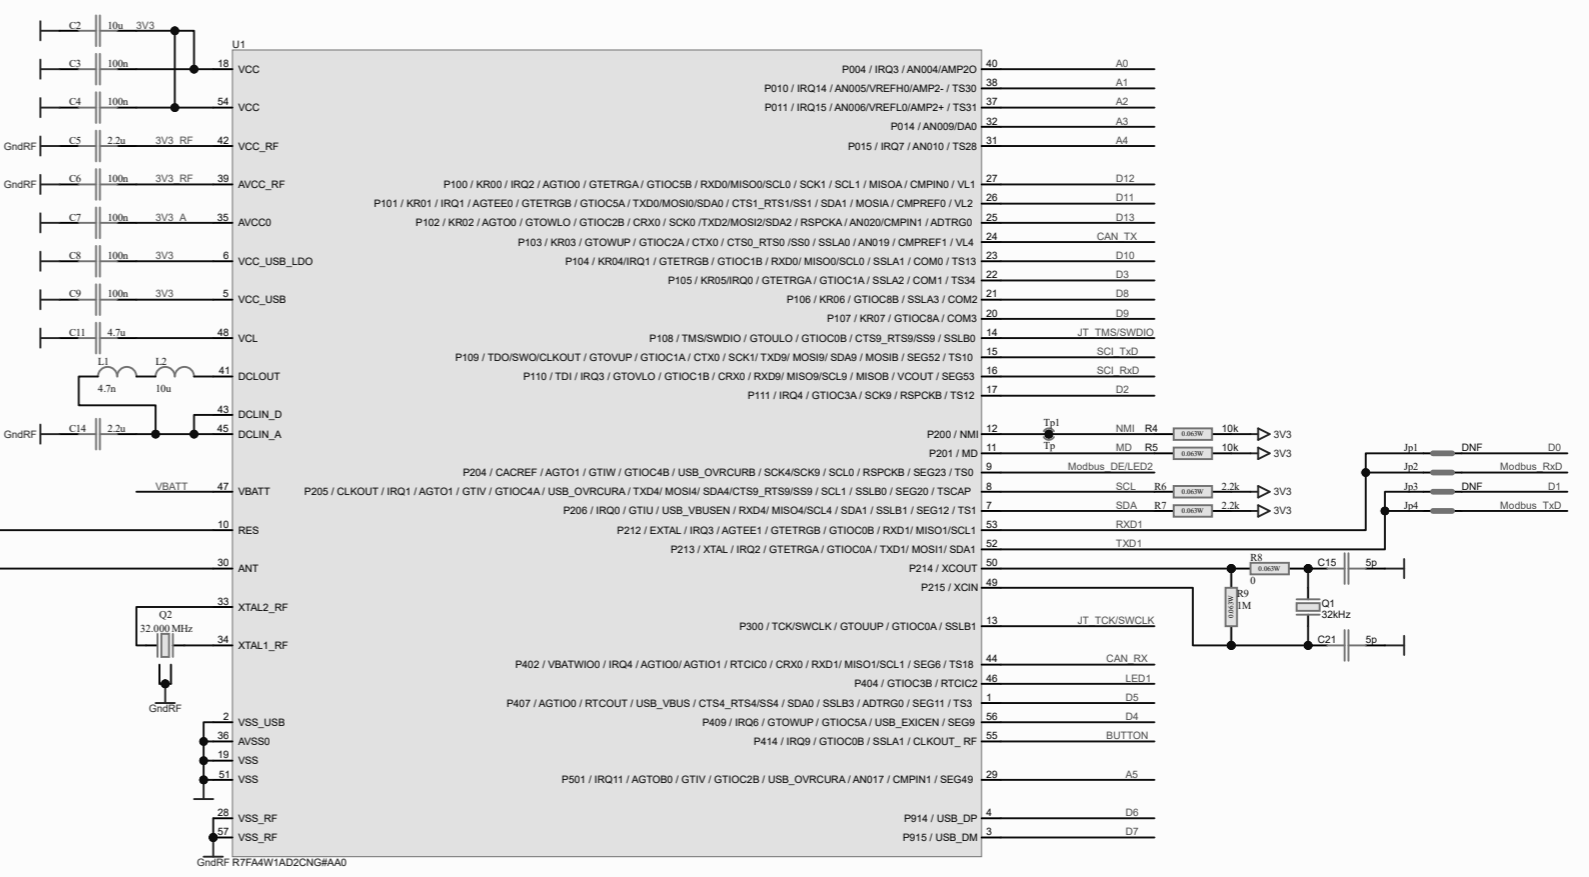 C2 10u 3V3
U1
C3 100n 18 VCC
P004 / IRQ3 / AN004/AMP2O 40 A0
P010 / IRQ14 / AN005/VREFH0/AMP2- / TS30 38 A1
C4 100n 54 VCC
P011 / IRQ15 / AN006/VREFL0/AMP2+ / TS31 37 A2
P014 / AN009/DA0 32 A3
GndRF C5 2.2u 3V3_RF 42 VCC_RF
P015 / IRQ7 / AN010 / TS28 31 A4
GndRF C6 100n 3V3_RF 39 AVCC_RF
P100 / KR00 / IRQ2 / AGTIO0 / GTETRGA / GTIOC5B / RXD0/MISO0/SCL0 / SCK1 / SCL1 / MISOA / CMPIN0 / VL1 27 D12
P101 / KR01 / IRQ1 / AGTEE0 / GTETRGB / GTIOC5A / TXD0/MOSI0/SDA0 / CTS1_RTS1/SS1 / SDA1 / MOSIA / CMPREF0 / VL2 26 D11
C7 100n 3V3_A 35 AVCC0
P102 / KR02 / AGTO0 / GTOWLO / GTIOC2B / CRX0 / SCK0 /TXD2/MOSI2/SDA2 / RSPCKA / AN020/CMPIN1 / ADTRG0 25 D13
P103 / KR03 / GTOWUP / GTIOC2A / CTX0 / CTS0_RTS0 /SS0 / SSLA0 / AN019 / CMPREF1 / VL4 24 CAN_TX
C8 100n 3V3 6 VCC_USB_LDO
P104 / KR04/IRQ1 / GTETRGB / GTIOC1B / RXD0/ MISO0/SCL0 / SSLA1 / COM0 / TS13 23 D10
P105 / KR05/IRQ0 / GTETRGA / GTIOC1A / SSLA2 / COM1 / TS34 22 D3
C9 100n 3V3 5 VCC_USB
P106 / KR06 / GTIOC8B / SSLA3 / COM2 21 D8
P107 / KR07 / GTIOC8A / COM3 20 D9
C11 4.7u 48 VCL
P108 / TMS/SWDIO / GTOULO / GTIOC0B / CTS9_RTS9/SS9 / SSLB0 14 JT_TMS/SWDIO
P109 / TDO/SWO/CLKOUT / GTOVUP / GTIOC1A / CTX0 / SCK1/ TXD9/ MOSI9/ SDA9 / MOSIB / SEG52 / TS10 15 SCI_TxD
L1 L2
41 DCLOUT
P110 / TDI / IRQ3 / GTOVLO / GTIOC1B / CRX0 / RXD9/ MISO9/SCL9 / MISOB / VCOUT / SEG53 16 SCI_RxD
4.7n 10u
P111 / IRQ4 / GTIOC3A / SCK9 / RSPCKB / TS12 17 D2
43 DCLIN_D
Tp1
GndRF C14 2.2u 45 DCLIN_A
P200 / NMI 12 NMI R4 0.063W 10k 3V3
Tp
P201 / MD 11 MD R5 0.063W 10k 3V3
Jp1 DNF D0
P204 / CACREF / AGTO1 / GTIW / GTIOC4B / USB_OVRCURB / SCK4/SCK9 / SCL0 / RSPCKB / SEG23 / TS0 9 Modbus_DE/LED2
Jp2 Modbus_RxD
VBATT 47 VBATT
P205 / CLKOUT / IRQ1 / AGTO1 / GTIV / GTIOC4A / USB_OVRCURA / TXD4/ MOSI4/ SDA4/CTS9_RTS9/SS9 / SCL1 / SSLB0 / SEG20 / TSCAP 8 SCL R6 0.063W 2.2k 3V3
Jp3 DNF D1
P206 / IRQ0 / GTIU / USB_VBUSEN / RXD4/ MISO4/SCL4 / SDA1 / SSLB1 / SEG12 / TS1 7 SDA R7 0.063W 2.2k 3V3
Jp4 Modbus_TxD
10 RES
P212 / EXTAL / IRQ3 / AGTEE1 / GTETRGB / GTIOC0B / RXD1/ MISO1/SCL1 53 RXD1
P213 / XTAL / IRQ2 / GTETRGA / GTIOC0A / TXD1/ MOSI1/ SDA1 52 TXD1
30 ANT
P214 / XCOUT 50
R8 0.063W 0
C15 5p
P215 / XCIN 49
R9 1M 0.063W
33 XTAL2_RF
Q1
32kHz
Q2
32.000 MHz
P300 / TCK/SWCLK / GTOUUP / GTIOC0A / SSLB1 13 JT_TCK/SWCLK
34 XTAL1_RF
C21 5p
P402 / VBATWIO0 / IRQ4 / AGTIO0/ AGTIO1 / RTCIC0 / CRX0 / RXD1/ MISO1/SCL1 / SEG6 / TS18 44 CAN_RX
P404 / GTIOC3B / RTCIC2 46 LED1
GndRF
P407 / AGTIO0 / RTCOUT / USB_VBUS / CTS4_RTS4/SS4 / SDA0 / SSLB3 / ADTRG0 / SEG11 / TS3 1 D5
2 VSS_USB
P409 / IRQ6 / GTOWUP / GTIOC5A / USB_EXICEN / SEG9 56 D4
36 AVSS0
P414 / IRQ9 / GTIOC0B / SSLA1 / CLKOUT_ RF 55 BUTTON
19 VSS
51 VSS
P501 / IRQ11 / AGTOB0 / GTIV / GTIOC2B / USB_OVRCURA / AN017 / CMPIN1 / SEG49 29 A5
28 VSS_RF
P914 / USB_DP 4 D6
57 VSS_RF
P915 / USB_DM 3 D7
GndRF R7FA4W1AD2CNG#AA0